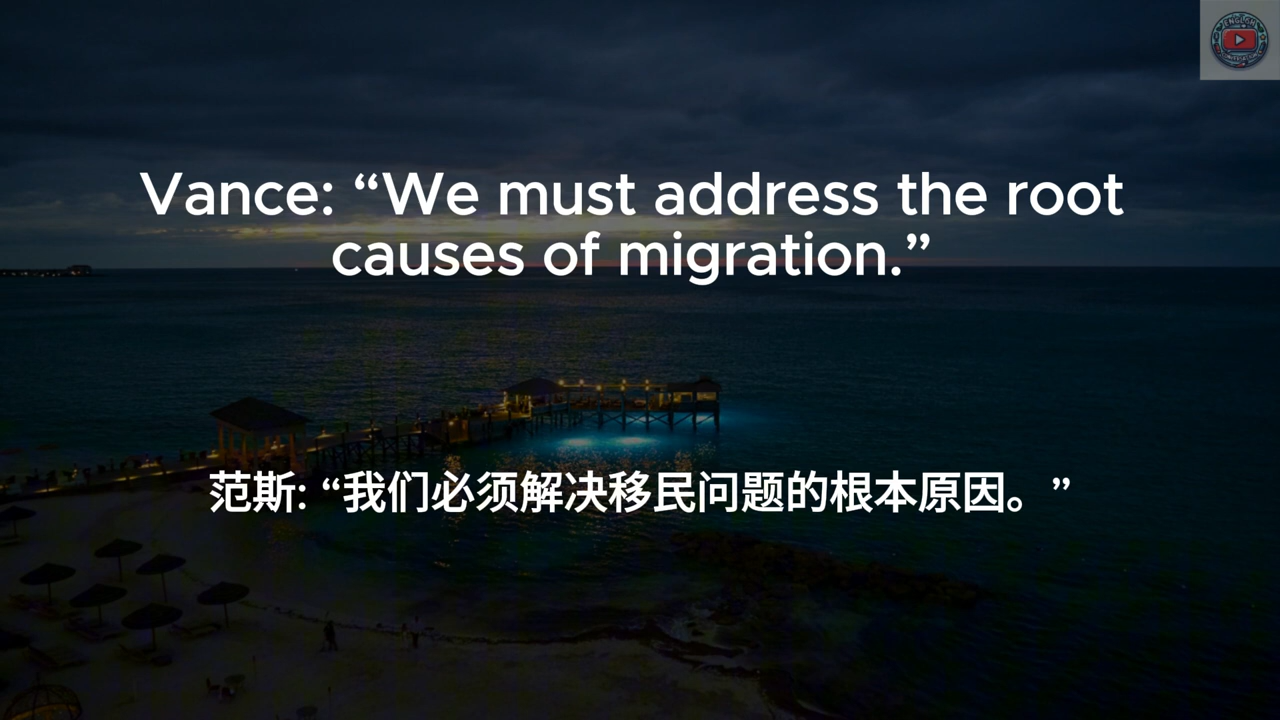 Vance: “We must address the root
causes of migration.”
范斯: “我们必须解决移民问题的根本原因。”